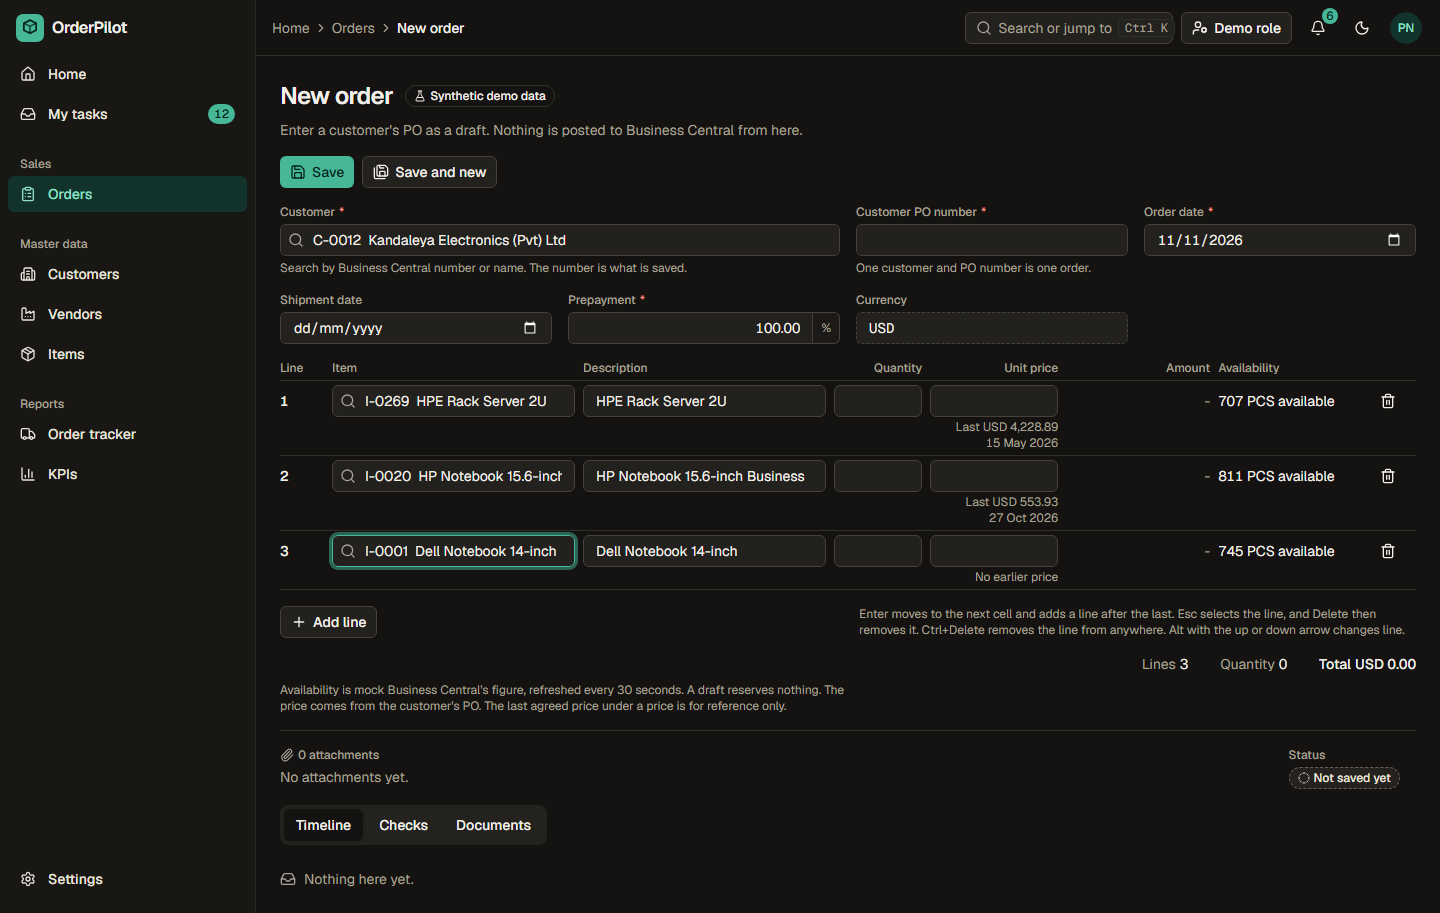 OrderPilot
Home > Orders > New order
Search or jump to Ctrl K
Demo role
6
PN
Home
My tasks 12
Sales
Orders
Master data
Customers
Vendors
Items
Reports
Order tracker
KPIs
Settings
New order
Synthetic demo data
Enter a customer's PO as a draft. Nothing is posted to Business Central from here.
Save
Save and new
Customer * Customer PO number * Order date *
C-0012 Kandaleya Electronics (Pvt) Ltd 11/11/2026
Search by Business Central number or name. The number is what is saved. One customer and PO number is one order.
Shipment date Prepayment * Currency
dd/mm/yyyy 100.00 % USD
Line Item Description Quantity Unit price Amount Availability
1 I-0269 HPE Rack Server 2U HPE Rack Server 2U – 707 PCS available
Last USD 4,228.89
15 May 2026
2 I-0020 HP Notebook 15.6-inch HP Notebook 15.6-inch Business – 811 PCS available
Last USD 553.93
27 Oct 2026
3 I-0001 Dell Notebook 14-inch Dell Notebook 14-inch – 745 PCS available
No earlier price
Add line
Enter moves to the next cell and adds a line after the last. Esc selects the line, and Delete then
removes it. Ctrl+Delete removes the line from anywhere. Alt with the up or down arrow changes line.
Lines 3 Quantity 0 Total USD 0.00
Availability is mock Business Central's figure, refreshed every 30 seconds. A draft reserves nothing. The
price comes from the customer's PO. The last agreed price under a price is for reference only.
0 attachments
No attachments yet.
Status
Not saved yet
Timeline Checks Documents
Nothing here yet.